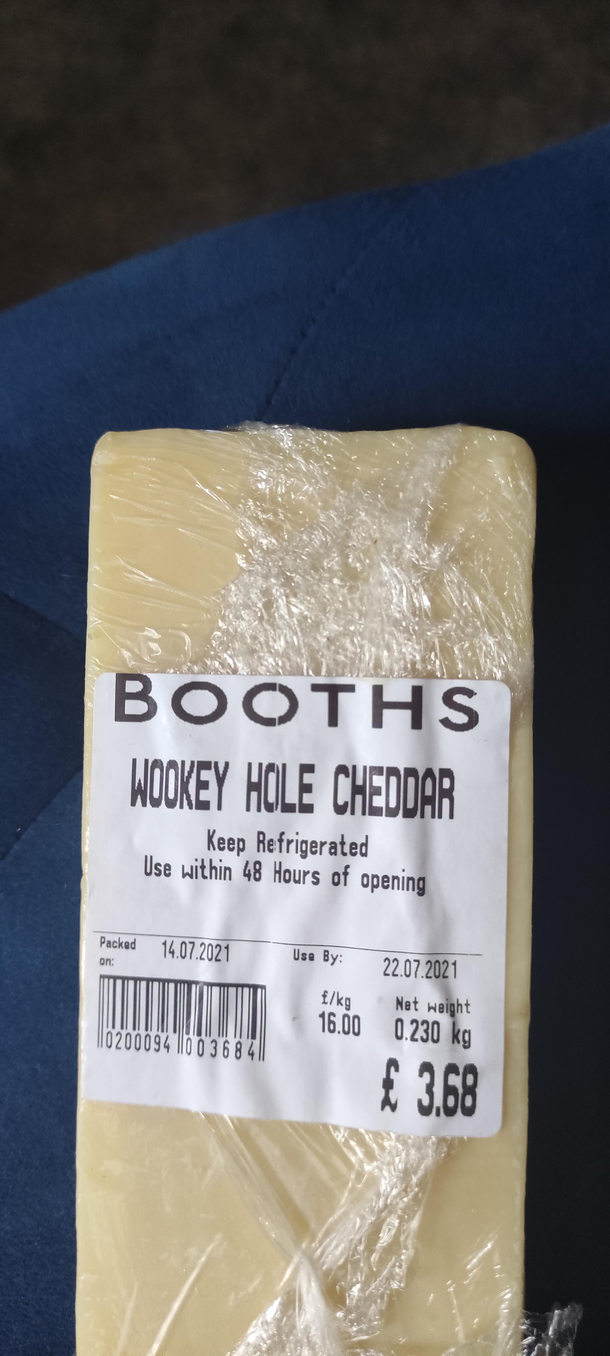 BOOTHS
WOOKEY HOLE CHEDDAR
Keep Refrigerated
Use within 48 Hours of opening
Packed on: 14.07.2021 Use By: 22.07.2021
£/kg Net weight
16.00 0.230 kg
0200094 003684
£ 3.68